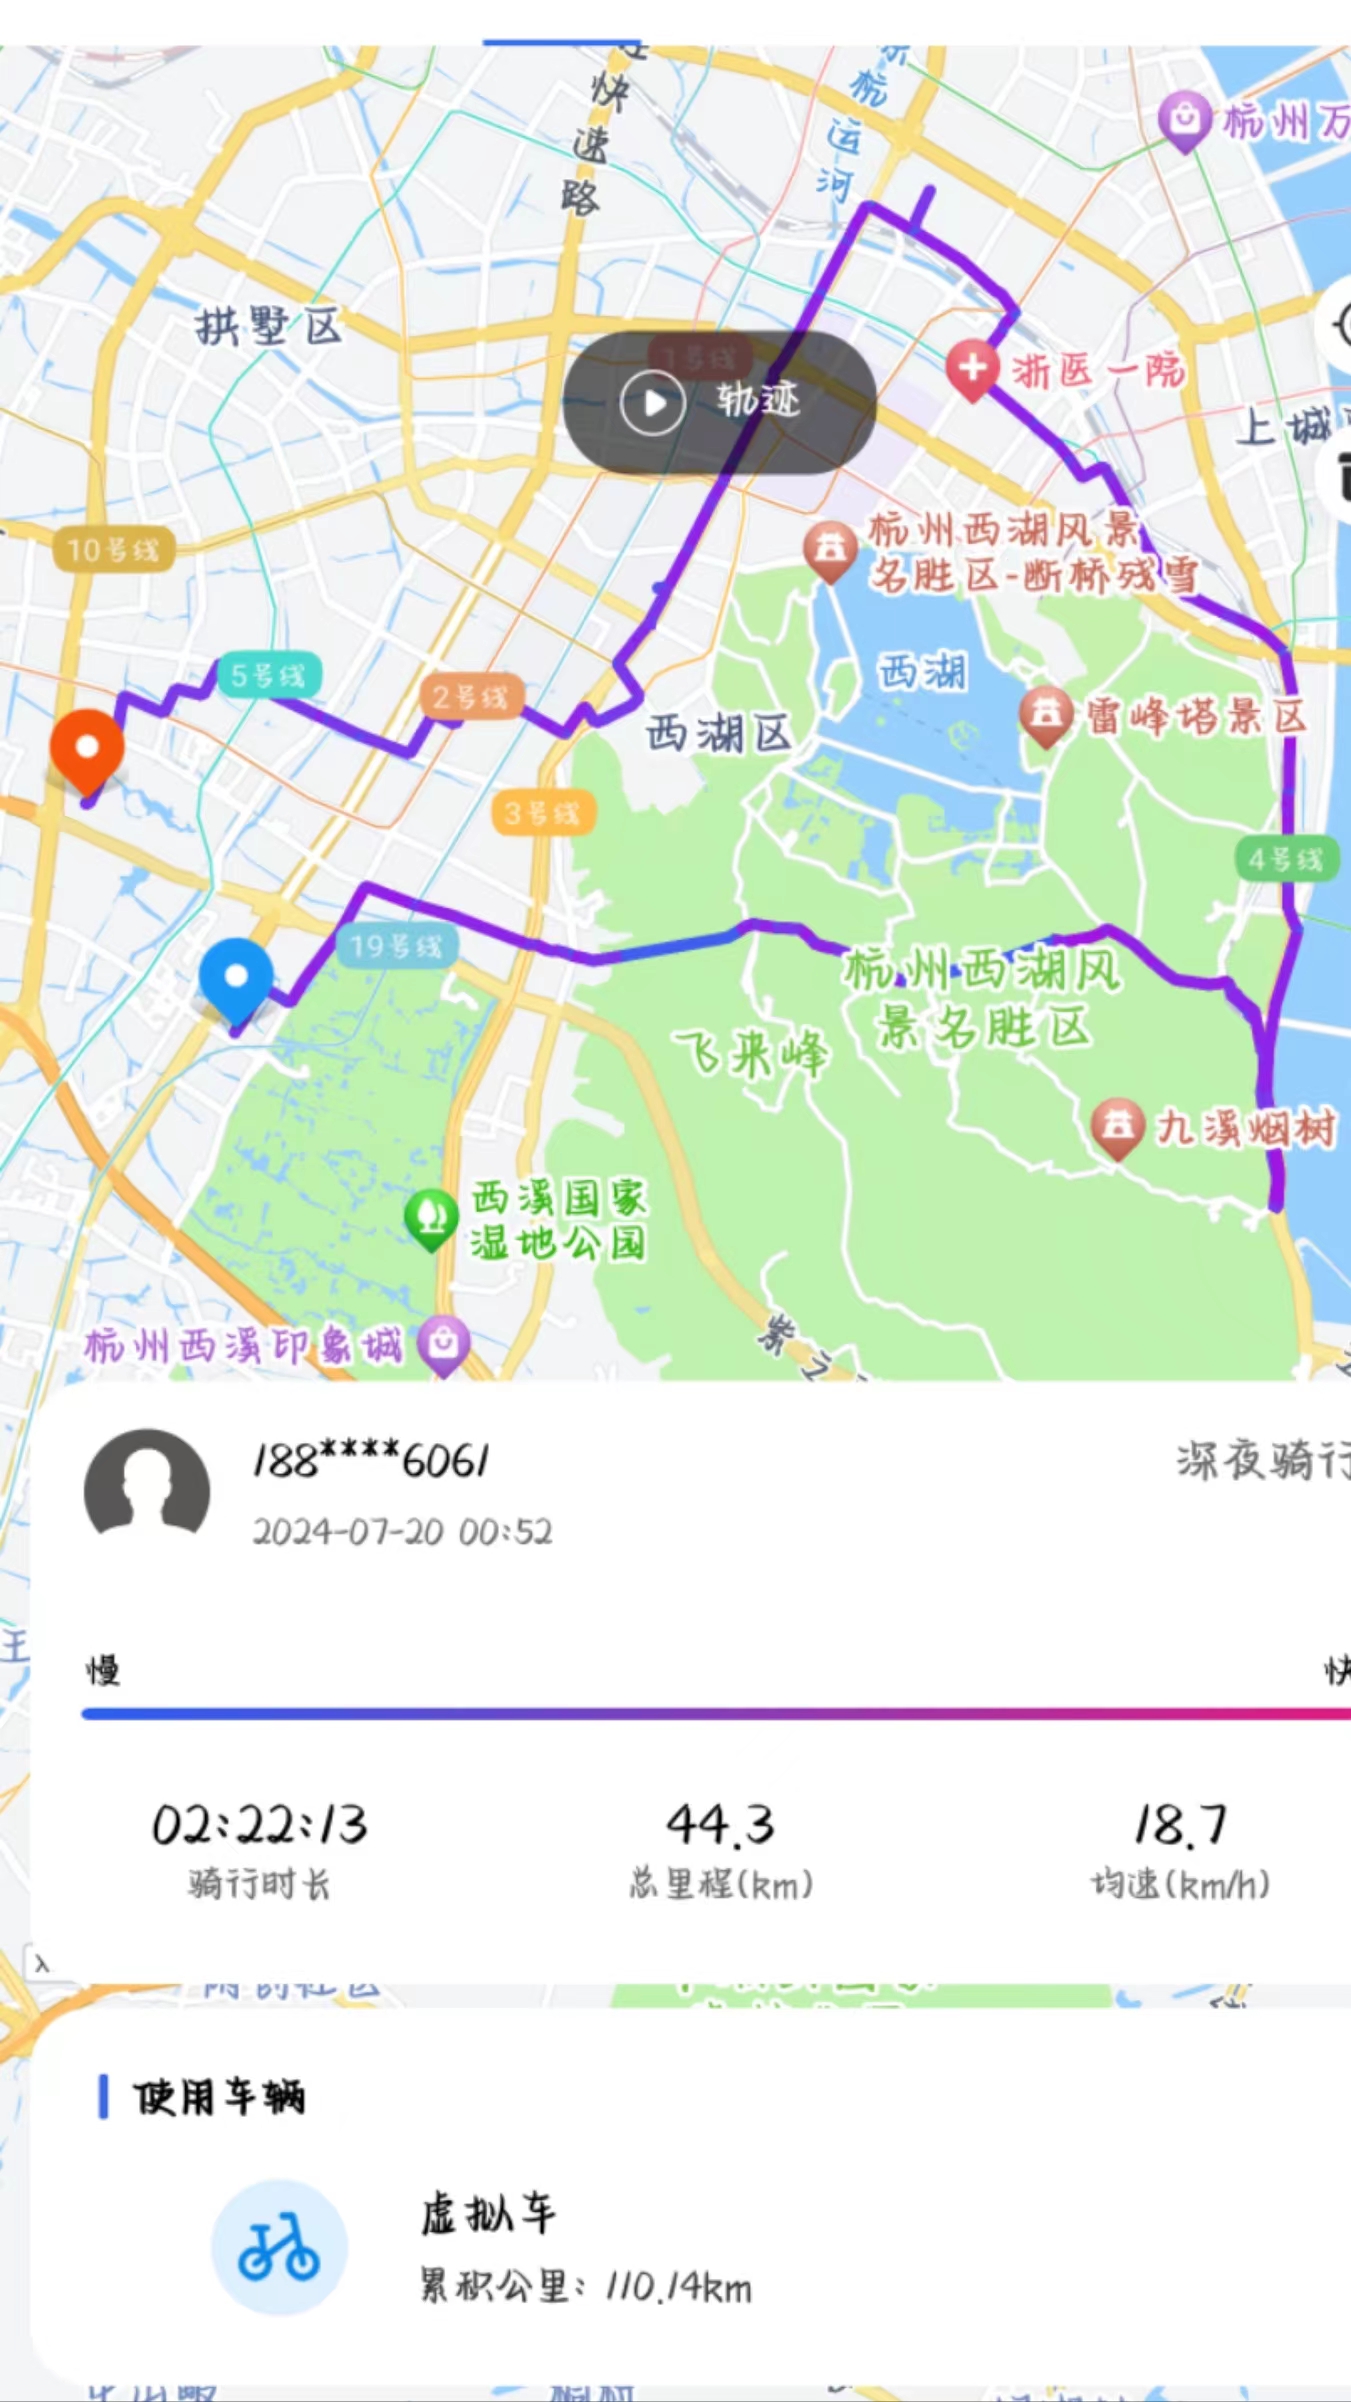 快
速
路
杭
运
河
杭州万
拱墅区
1号线
轨迹
浙医一院
上城
10号线
杭州西湖风景
名胜区-断桥残雪
5号线
2号线
西湖
西湖区
雷峰塔景区
3号线
4号线
19号线
杭州西湖风
景名胜区
飞来峰
九溪烟树
西溪国家
湿地公园
杭州西溪印象城
紫之
188****6061
深夜骑行
2024-07-20 00:52
王
慢
快
02:22:13
44.3
18.7
骑行时长
总里程(km)
均速(km/h)
使用车辆
虚拟车
累积公里：110.14km